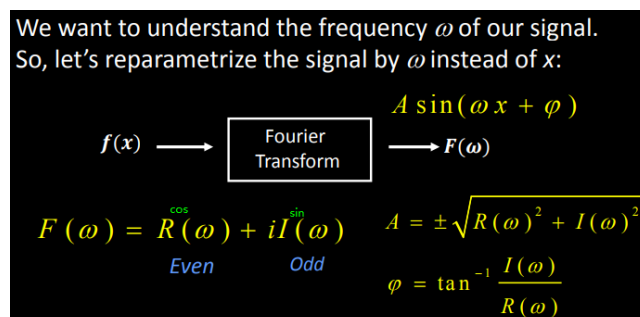 We want to understand the frequency ω of our signal.
So, let's reparametrize the signal by ω instead of x:
A sin(ω x + φ)
f(x)
Fourier
Transform
F(ω)
cos
sin
F(ω) = R(ω) + iI(ω)
Even
Odd
A = ±√R(ω)² + I(ω)²
φ = tan⁻¹ I(ω)
R(ω)